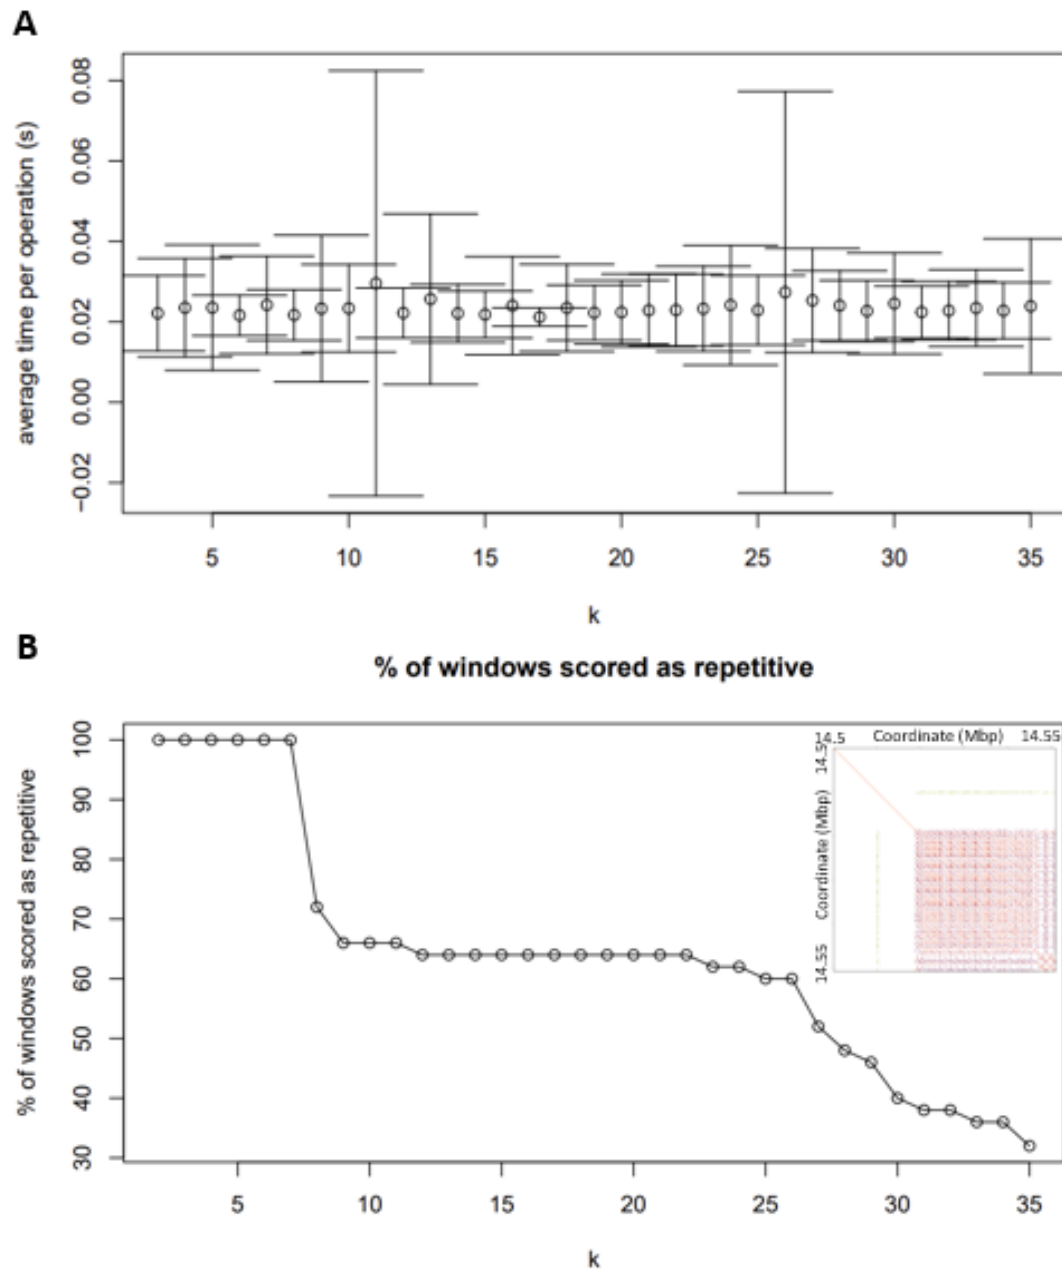 A
average time per operation (s)
0.08
0.06
0.04
0.02
0.00
−0.02
5 10 15 20 25 30 35
k
B
% of windows scored as repetitive
% of windows scored as repetitive
100
90
80
70
60
50
40
30
14.5 Coordinate (Mbp) 14.55
14.5
Coordinate (Mbp)
14.55
5 10 15 20 25 30 35
k